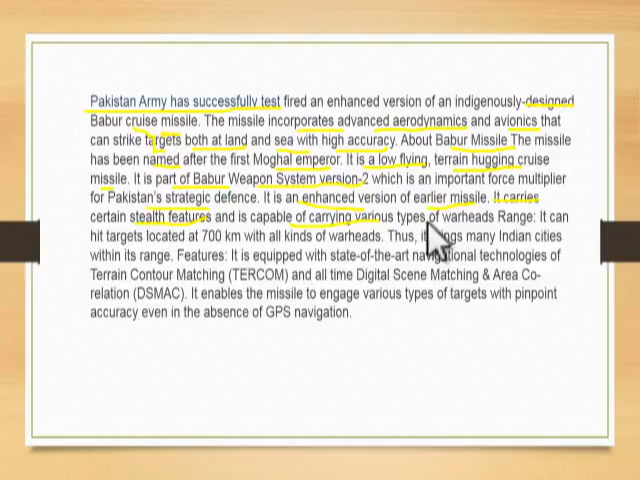 Pakistan Army has successfully test fired an enhanced version of an indigenously-designed
Babur cruise missile. The missile incorporates advanced aerodynamics and avionics that
can strike targets both at land and sea with high accuracy. About Babur Missile The missile
has been named after the first Moghal emperor. It is a low flying, terrain hugging cruise
missile. It is part of Babur Weapon System version-2 which is an important force multiplier
for Pakistan's strategic defence. It is an enhanced version of earlier missile. It carries
certain stealth features and is capable of carrying various types of warheads Range: It can
hit targets located at 700 km with all kinds of warheads. Thus, many Indian cities
within its range. Features: It is equipped with state-of-the-art navigational technologies of
Terrain Contour Matching (TERCOM) and all time Digital Scene Matching & Area Co-
relation (DSMAC). It enables the missile to engage various types of targets with pinpoint
accuracy even in the absence of GPS navigation.